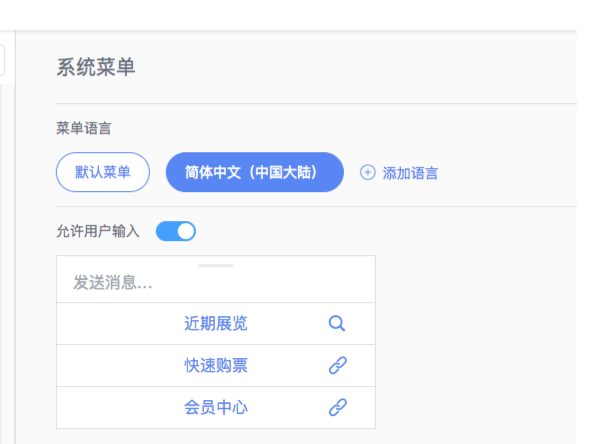 系统菜单
菜单语言
默认菜单 简体中文（中国大陆） 添加语言
允许用户输入
发送消息...
近期展览
快速购票
会员中心